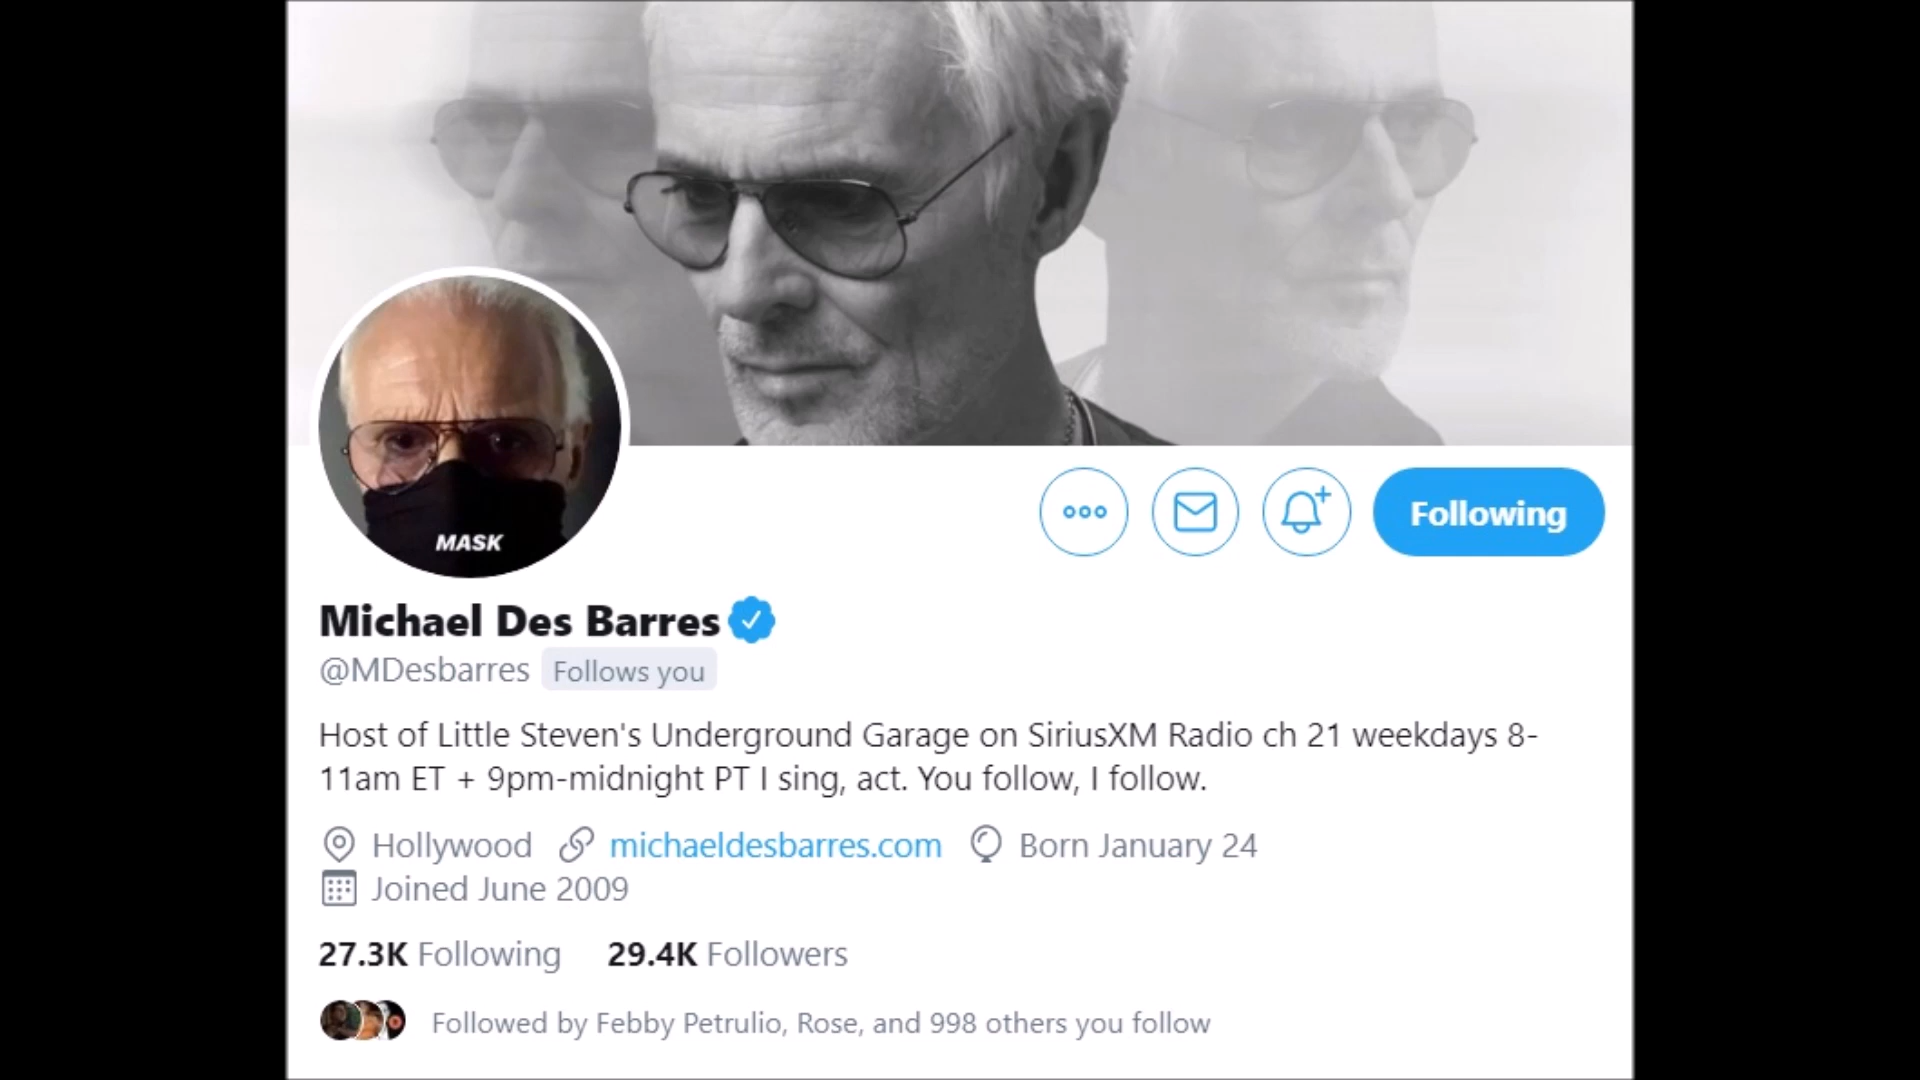 MASK
Following
Michael Des Barres
@MDesbarres Follows you
Host of Little Steven's Underground Garage on SiriusXM Radio ch 21 weekdays 8-
11am ET + 9pm-midnight PT I sing, act. You follow, I follow.
Hollywood michaeldesbarres.com Born January 24
Joined June 2009
27.3K Following 29.4K Followers
Followed by Febby Petrulio, Rose, and 998 others you follow